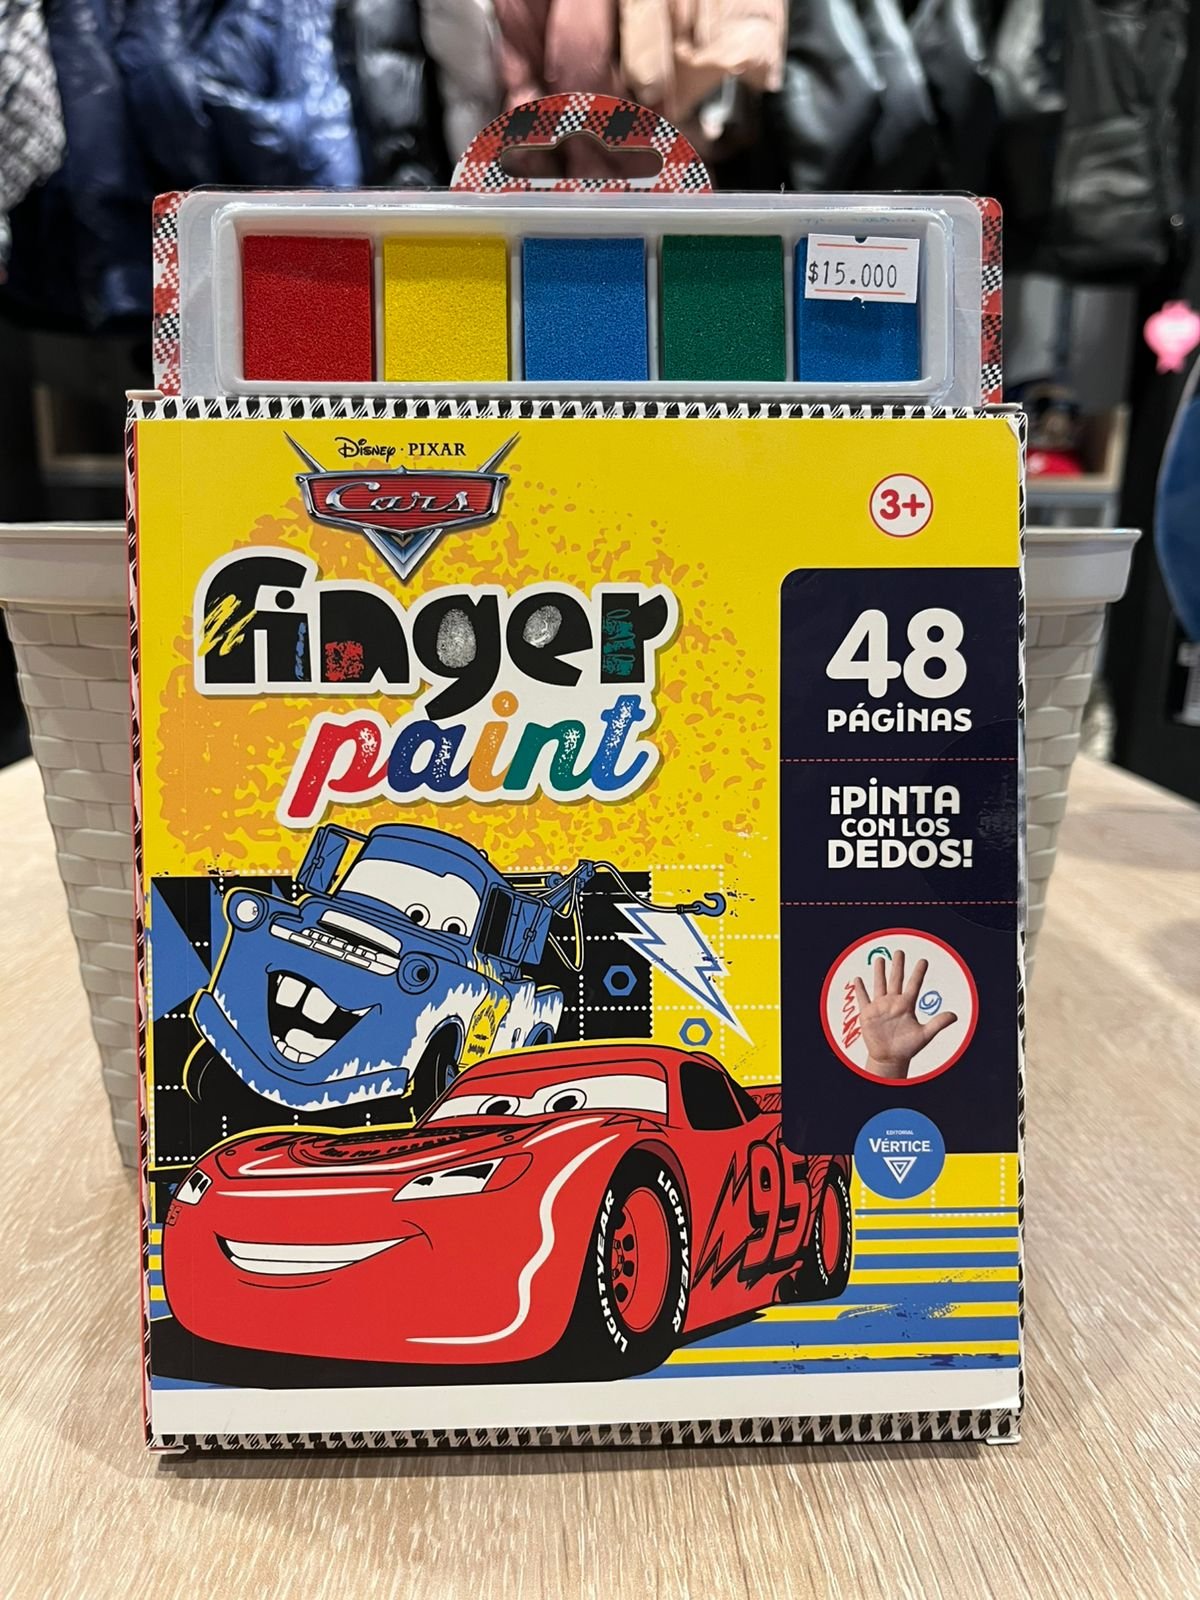 $15.000
Disney · PIXAR
Cars
3+
finger
paint
48
PÁGINAS
¡PINTA
CON LOS
DEDOS!
EDITORIAL
VÉRTICE
95
LIGHTYEAR
LIGHTYEAR